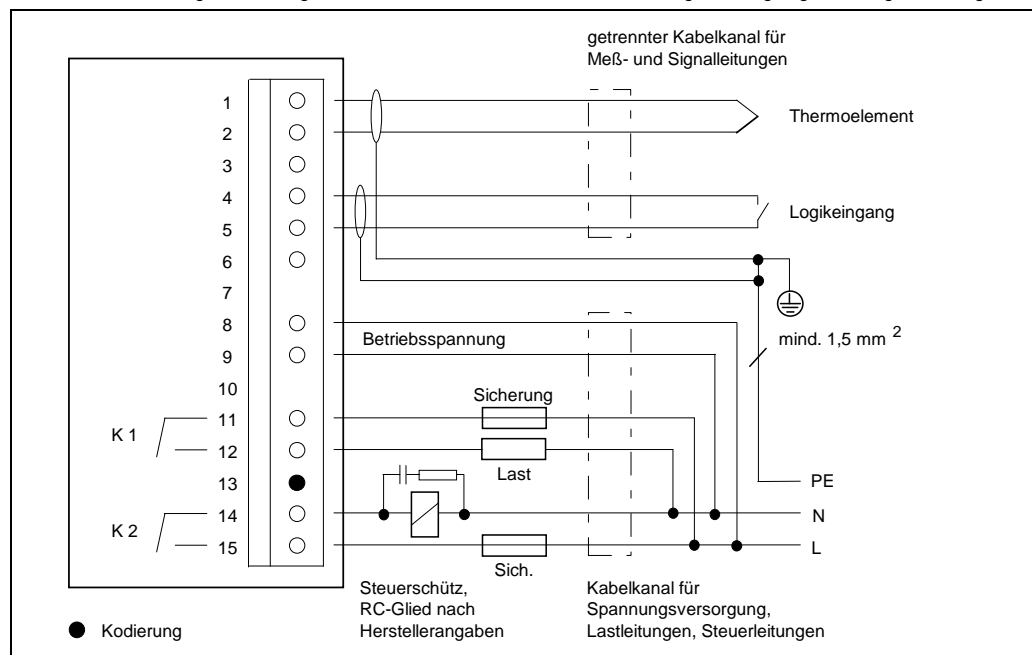 getrennter Kabelkanal für
Meß- und Signalleitungen
1
Thermoelement
2
3
4
Logikeingang
5
6
7
8
Betriebsspannung
mind. 1,5 mm 2
9
10
Sicherung
11
K 1
12
Last
13
PE
14
N
K 2
15
L
Sich.
Steuerschütz,
RC-Glied nach
Herstellerangaben
Kabelkanal für
Spannungsversorgung,
Lastleitungen, Steuerleitungen
Kodierung